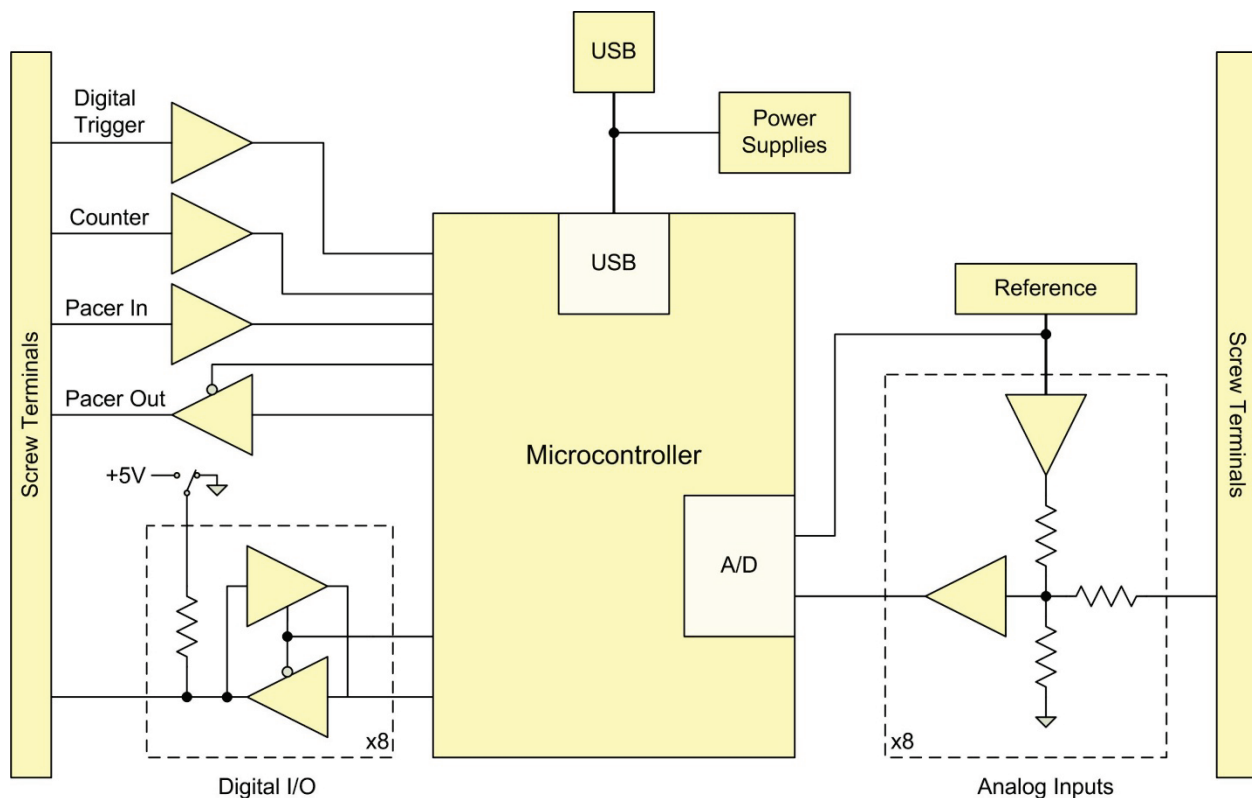 USB
Power
Supplies
Digital
Trigger
Counter
Pacer In
Pacer Out
Screw Terminals
+5V
x8
Digital I/O
USB
Microcontroller
A/D
Reference
x8
Analog Inputs
Screw Terminals